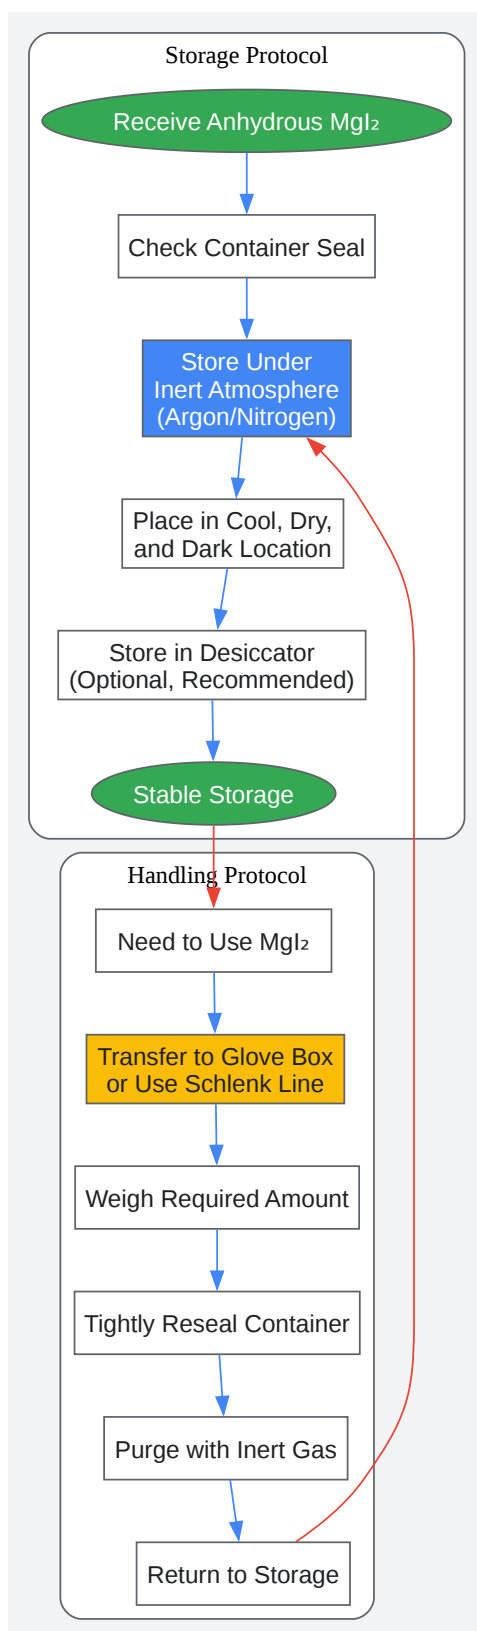 Storage Protocol
Receive Anhydrous MgI₂
Check Container Seal
Store Under
Inert Atmosphere
(Argon/Nitrogen)
Place in Cool, Dry,
and Dark Location
Store in Desiccator
(Optional, Recommended)
Stable Storage
Handling Protocol
Need to Use MgI₂
Transfer to Glove Box
or Use Schlenk Line
Weigh Required Amount
Tightly Reseal Container
Purge with Inert Gas
Return to Storage